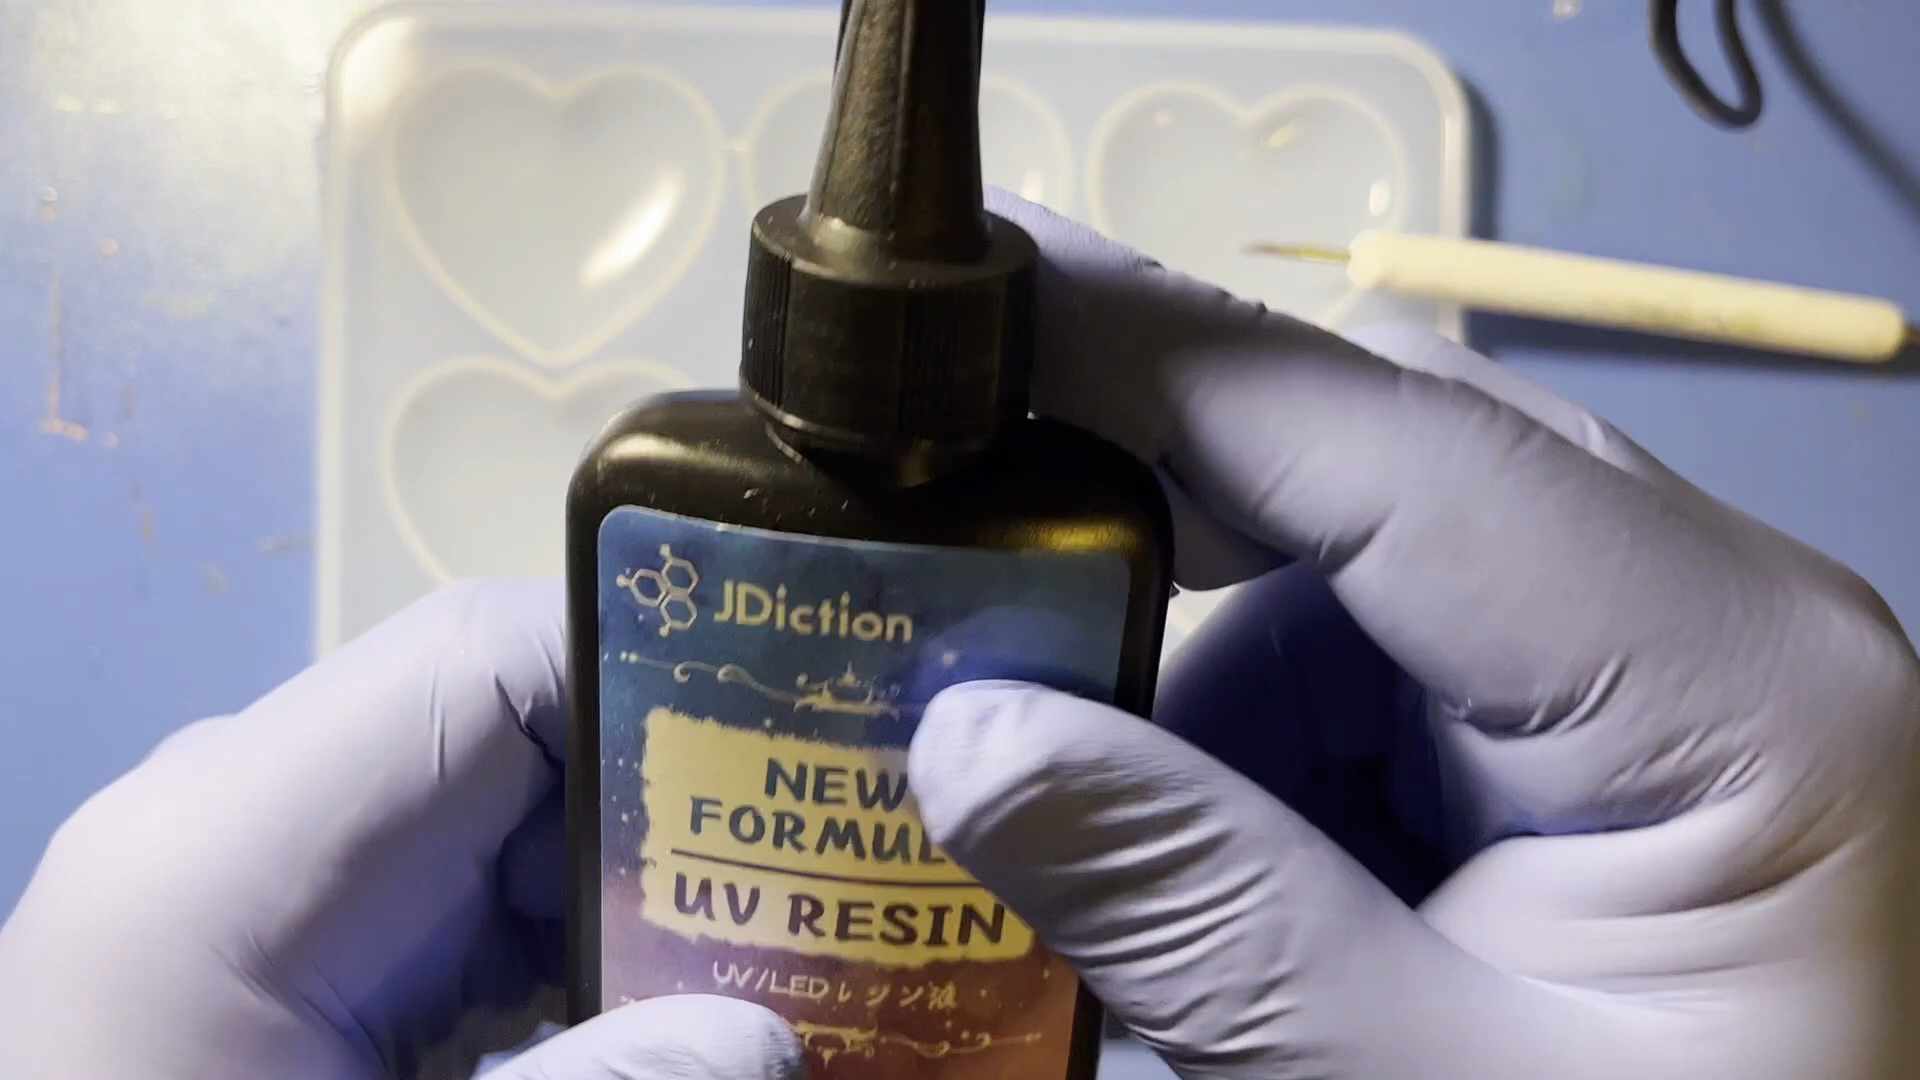 JDiction
NEW
FORMUL
UV RESIN
UV/LEDレジン液